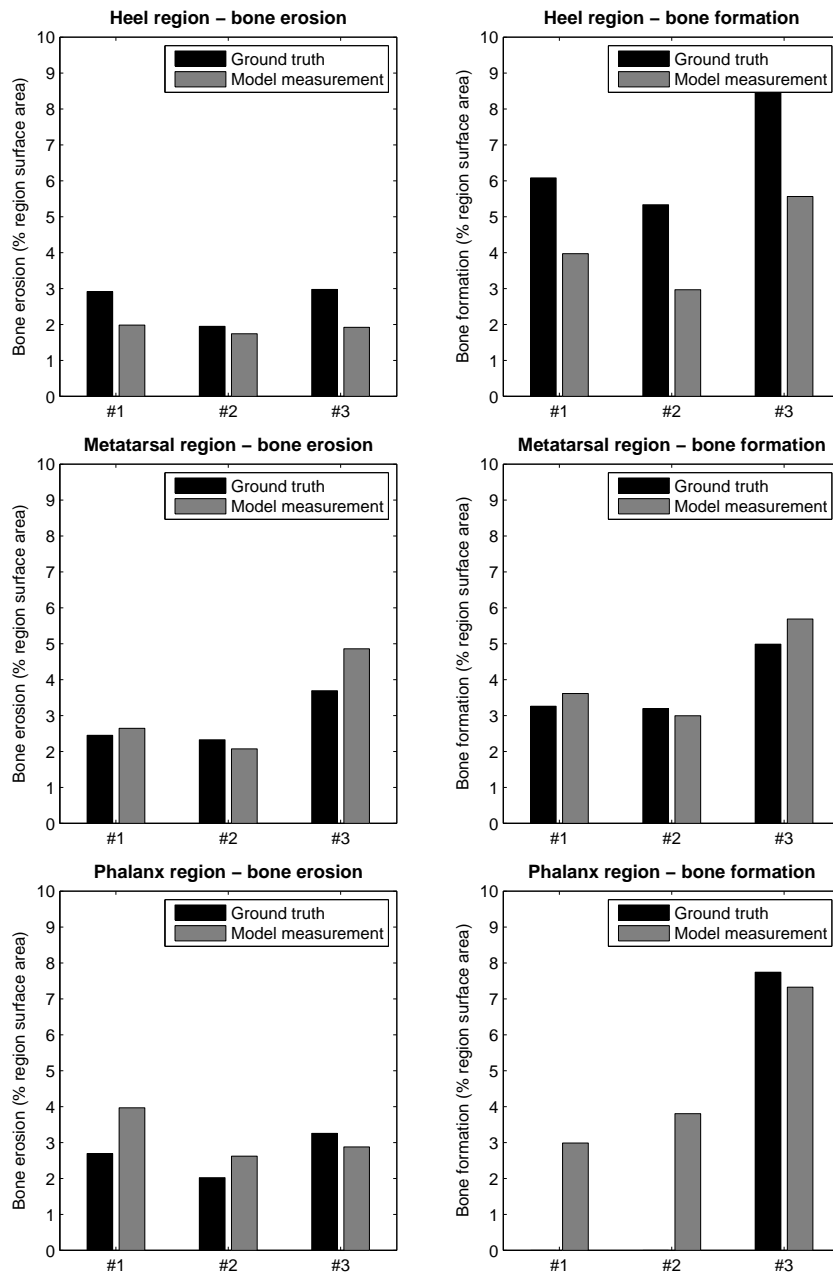 Heel region – bone erosion
Bone erosion (% region surface area)
10
9
8
7
6
5
4
3
2
1
0
#1 #2 #3
Ground truth
Model measurement
Heel region – bone formation
Bone formation (% region surface area)
10
9
8
7
6
5
4
3
2
1
0
#1 #2 #3
Ground truth
Model measurement
Metatarsal region – bone erosion
Bone erosion (% region surface area)
10
9
8
7
6
5
4
3
2
1
0
#1 #2 #3
Ground truth
Model measurement
Metatarsal region – bone formation
Bone formation (% region surface area)
10
9
8
7
6
5
4
3
2
1
0
#1 #2 #3
Ground truth
Model measurement
Phalanx region – bone erosion
Bone erosion (% region surface area)
10
9
8
7
6
5
4
3
2
1
0
#1 #2 #3
Ground truth
Model measurement
Phalanx region – bone formation
Bone formation (% region surface area)
10
9
8
7
6
5
4
3
2
1
0
#1 #2 #3
Ground truth
Model measurement